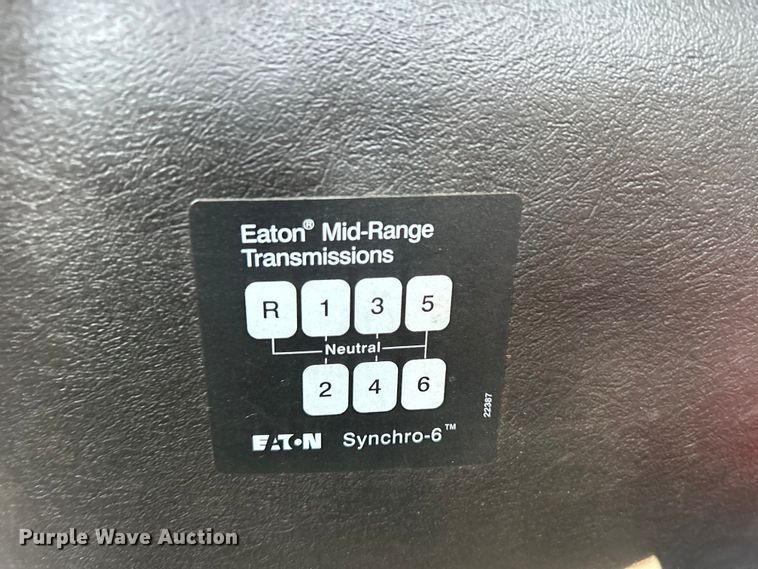 Eaton® Mid-Range
Transmissions
R 1 3 5
Neutral
2 4 6
22387
EATON Synchro-6™
Purple Wave Auction